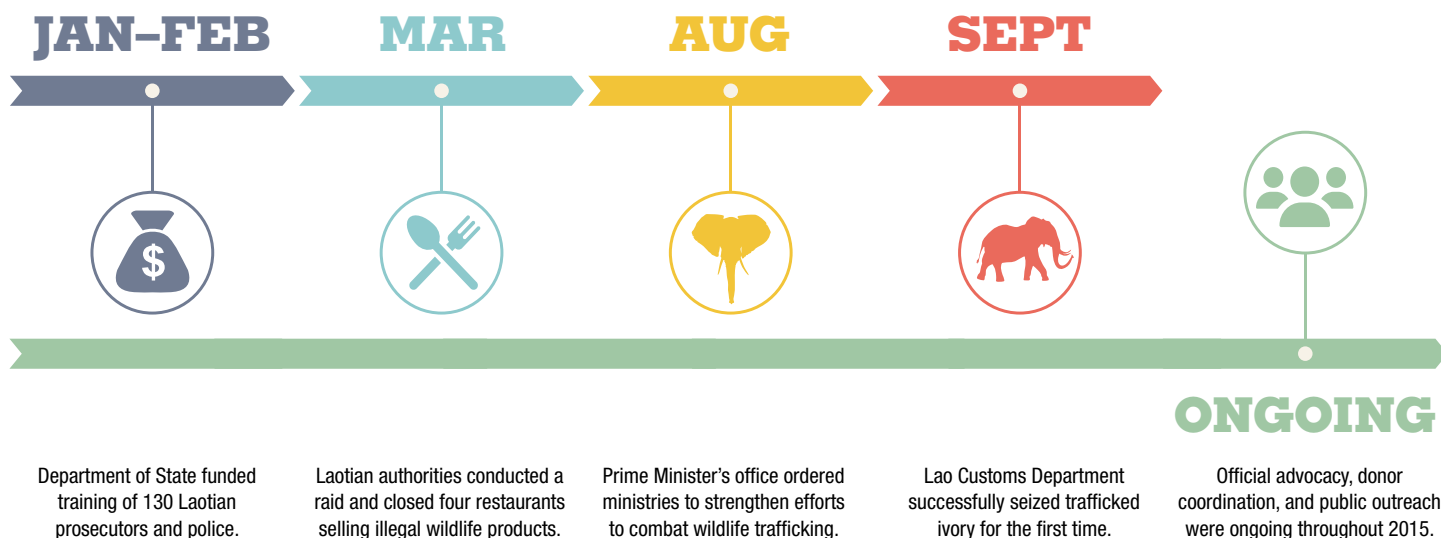 JAN–FEB
MAR
AUG
SEPT
$
ONGOING
Department of State funded
training of 130 Laotian
prosecutors and police.
Laotian authorities conducted a
raid and closed four restaurants
selling illegal wildlife products.
Prime Minister’s office ordered
ministries to strengthen efforts
to combat wildlife trafficking.
Lao Customs Department
successfully seized trafficked
ivory for the first time.
Official advocacy, donor
coordination, and public outreach
were ongoing throughout 2015.